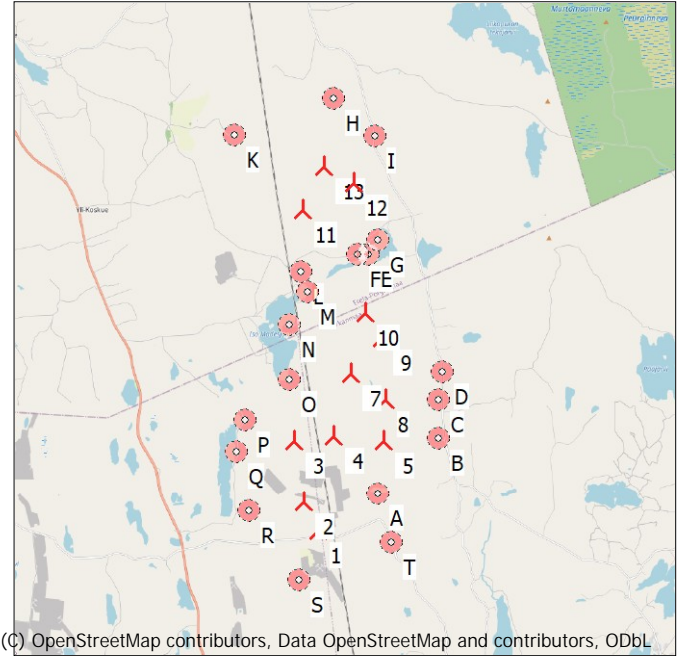 H
K
I
13
12
11
G
FE
L
M
10
N
9
D
7
O
8
C
P
4
5
B
3
Q
A
2
R
1
T
S
(C) OpenStreetMap contributors, Data OpenStreetMap and contributors, ODbL